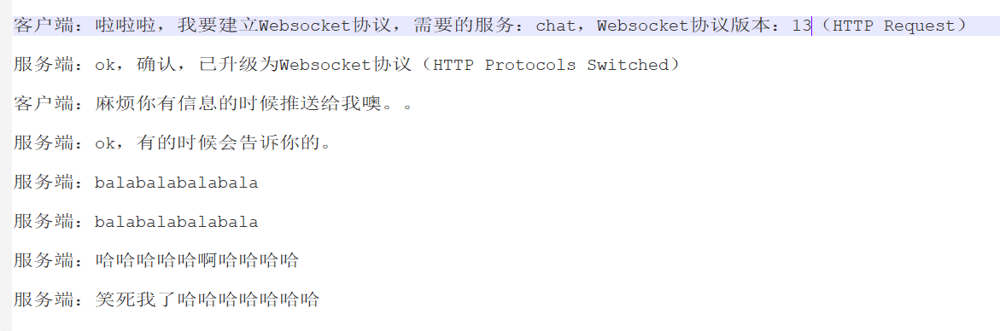 客户端：啦啦啦，我要建立Websocket协议，需要的服务：chat，Websocket协议版本：13（HTTP Request）
服务端：ok，确认，已升级为Websocket协议（HTTP Protocols Switched）
客户端：麻烦你有信息的时候推送给我噢。。
服务端：ok，有的时候会告诉你的。
服务端：balabalabalabala
服务端：balabalabalabala
服务端：哈哈哈哈哈啊哈哈哈哈
服务端：笑死我了哈哈哈哈哈哈哈